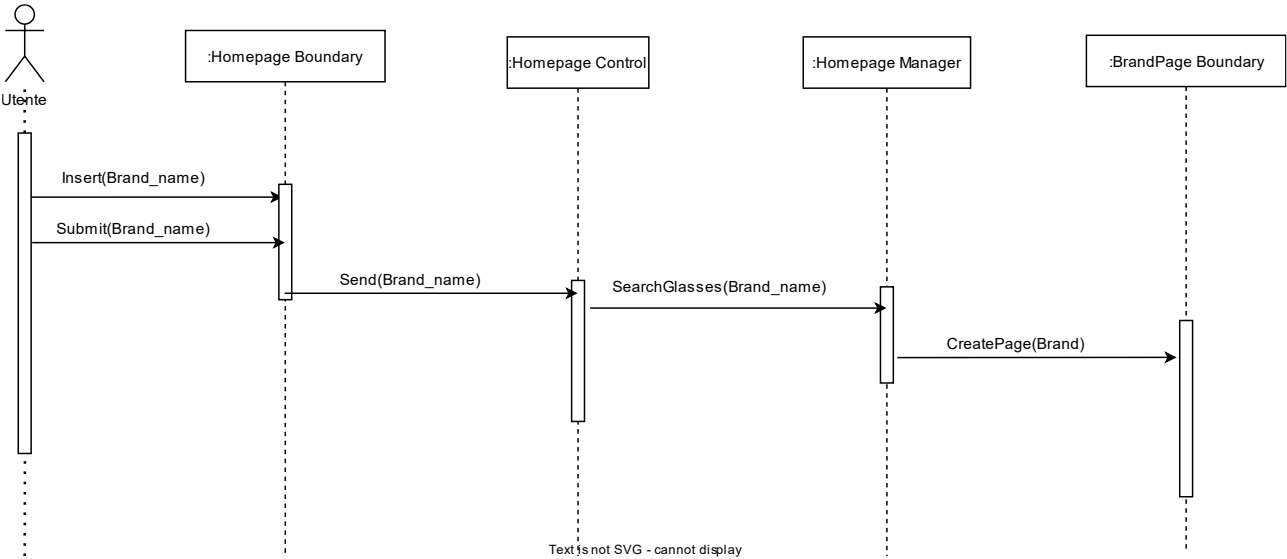 :Homepage Boundary
:Homepage Control
:Homepage Manager
:BrandPage Boundary
Utente
Insert(Brand_name)
Submit(Brand_name)
Send(Brand_name)
SearchGlasses(Brand_name)
CreatePage(Brand)
Text is not SVG - cannot display